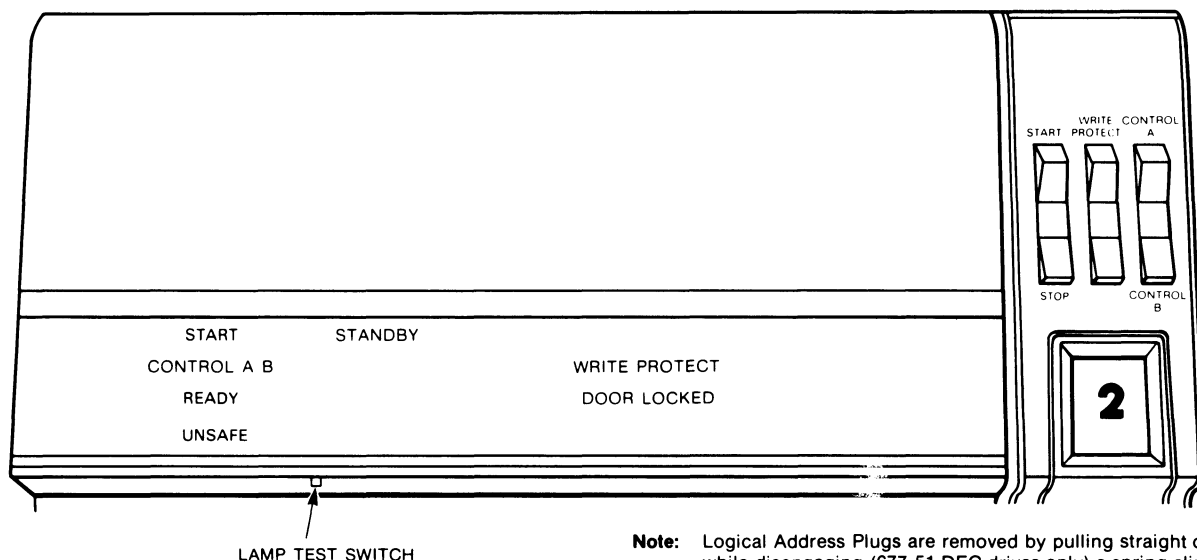 WRITE CONTROL
START PROTECT A
STOP CONTROL
B
START STANDBY
CONTROL A B WRITE PROTECT
READY DOOR LOCKED
UNSAFE
2
LAMP TEST SWITCH
Note: Logical Address Plugs are removed by pulling straight
while disengaging (677-51 DEC drives only) a spring